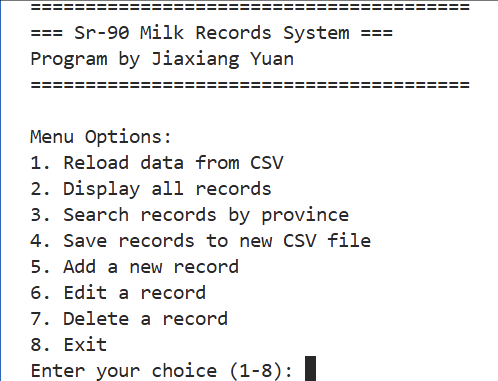 ========================================
=== Sr-90 Milk Records System ===
Program by Jiaxiang Yuan
========================================
Menu Options:
1. Reload data from CSV
2. Display all records
3. Search records by province
4. Save records to new CSV file
5. Add a new record
6. Edit a record
7. Delete a record
8. Exit
Enter your choice (1-8):